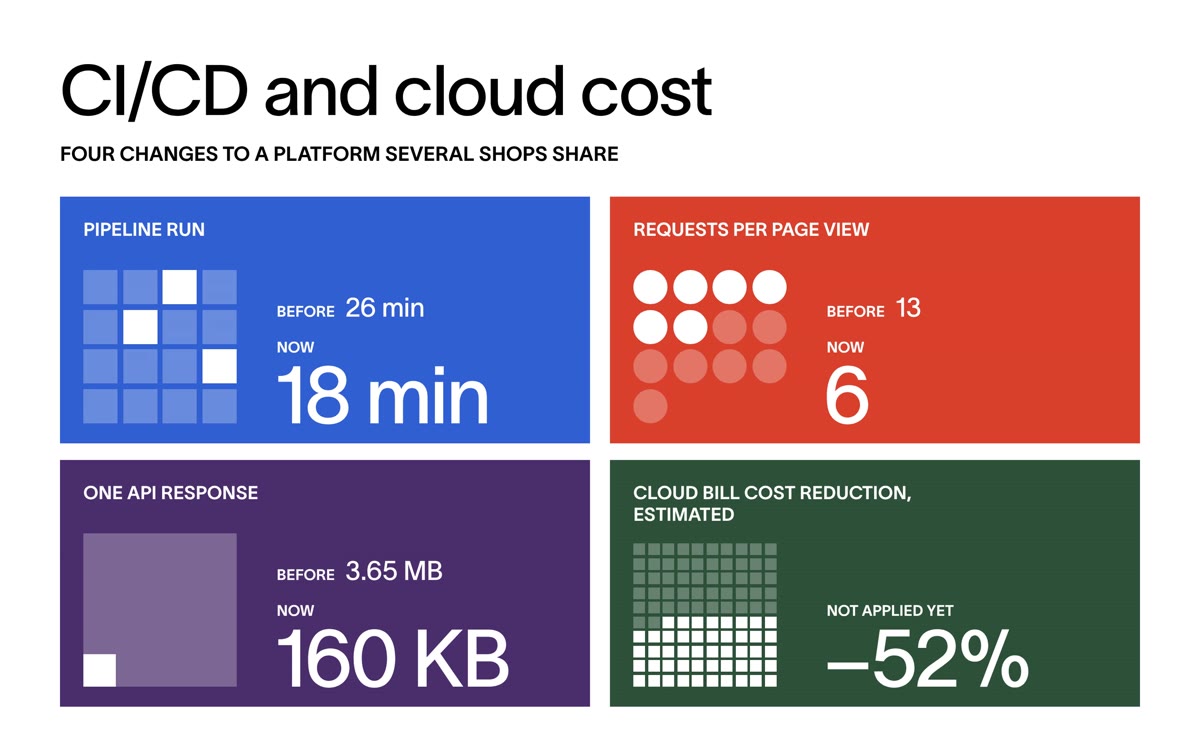 CI/CD and cloud cost
FOUR CHANGES TO A PLATFORM SEVERAL SHOPS SHARE
PIPELINE RUN
BEFORE 26 min
NOW
18 min
REQUESTS PER PAGE VIEW
BEFORE 13
NOW
6
ONE API RESPONSE
BEFORE 3.65 MB
NOW
160 KB
CLOUD BILL COST REDUCTION,
ESTIMATED
NOT APPLIED YET
–52%